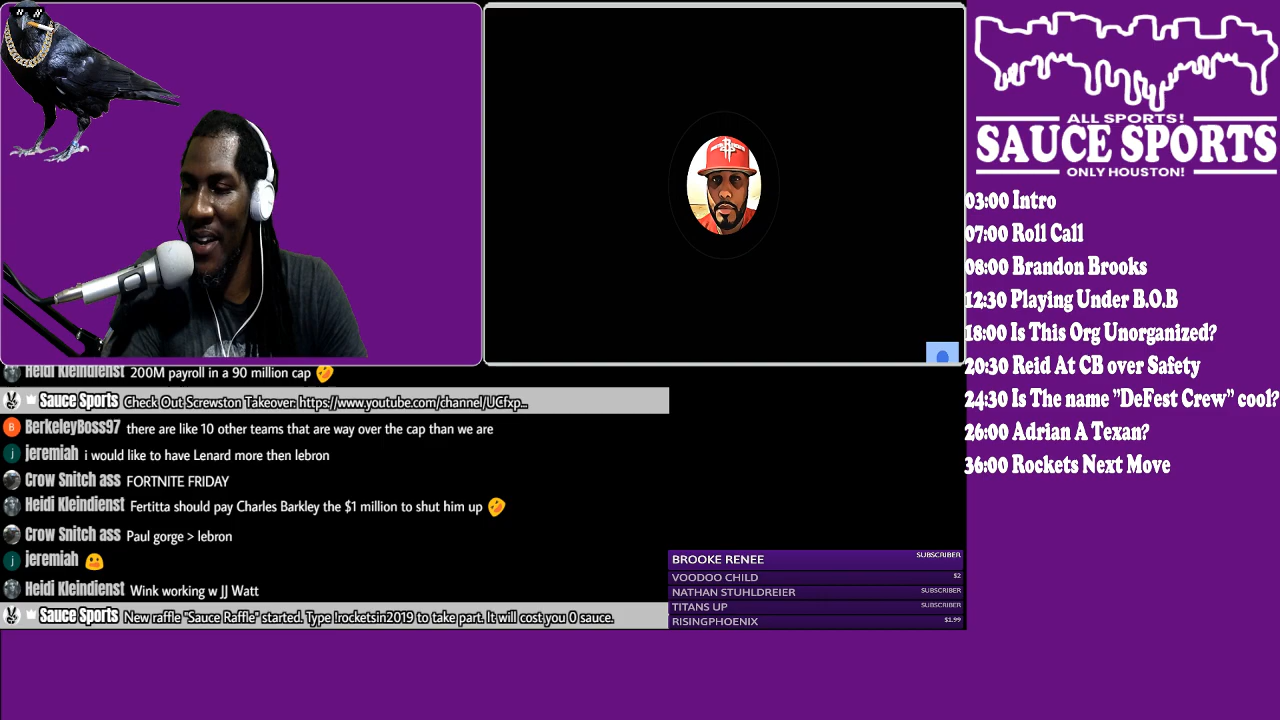 ALL SPORTS!
SAUCE SPORTS
ONLY HOUSTON!
03:00 Intro
07:00 Roll Call
08:00 Brandon Brooks
12:30 Playing Under B.O.B
18:00 Is This Org Unorganized?
20:30 Reid At CB over Safety
24:30 Is The name "DeFest Crew" cool?
26:00 Adrian A Texan?
36:00 Rockets Next Move
Heidi Kleindienst 200M payroll in a 90 million cap 🤣
Sauce Sports Check Out Screwston Takeover: https://www.youtube.com/channel/UCfxp...
B BerkeleyBoss97 there are like 10 other teams that are way over the cap than we are
j jeremiah i would like to have Lenard more then lebron
Crow Snitch ass FORTNITE FRIDAY
Heidi Kleindienst Fertitta should pay Charles Barkley the $1 million to shut him up 🤣
Crow Snitch ass Paul gorge > lebron
j jeremiah
Heidi Kleindienst Wink working w JJ Watt
Sauce Sports New raffle "Sauce Raffle" started. Type !rocketsin2019 to take part. It will cost you 0 sauce.
BROOKE RENEE SUBSCRIBER
VOODOO CHILD $2
NATHAN STUHLDREIER SUBSCRIBER
TITANS UP SUBSCRIBER
RISINGPHOENIX $1.99